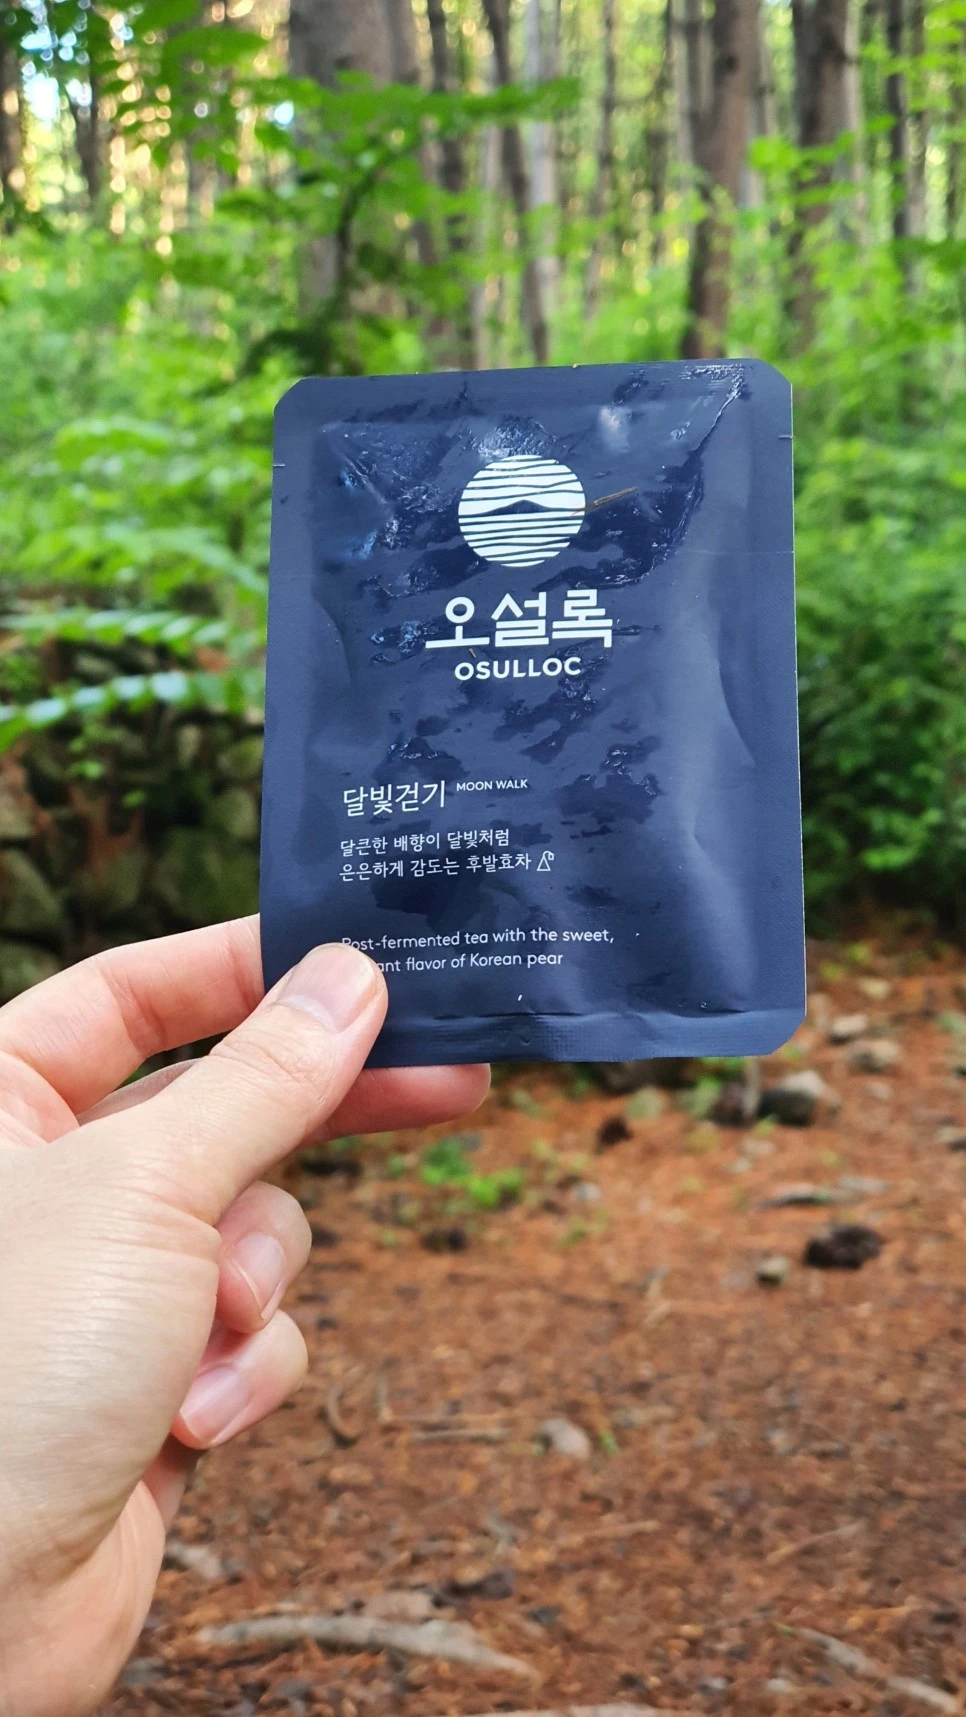 오설록
OSULLOC
달빛걷기 MOON WALK
달큰한 배향이 달빛처럼
은은하게 감도는 후발효차
Post-fermented tea with the sweet,
flavor of Korean pear